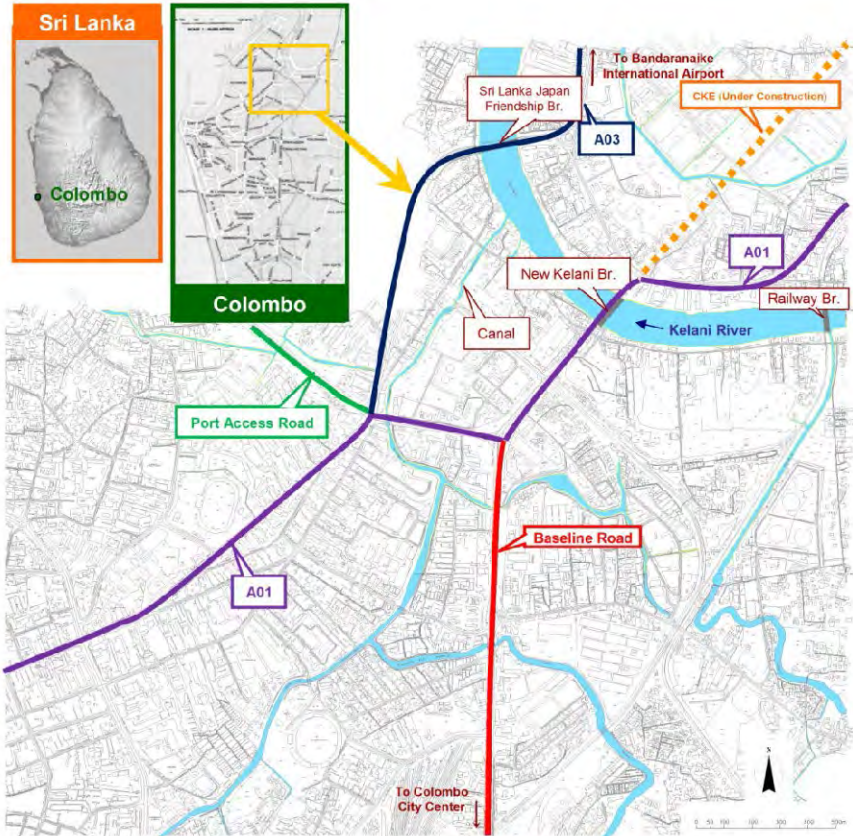 Sri Lanka
Colombo
Colombo
To Bandaranaike
International Airport
Sri Lanka Japan
Friendship Br.
A03
CKE (Under Construction)
A01
New Kelani Br.
Railway Br.
Canal
Kelani River
Port Access Road
Baseline Road
A01
To Colombo
City Center